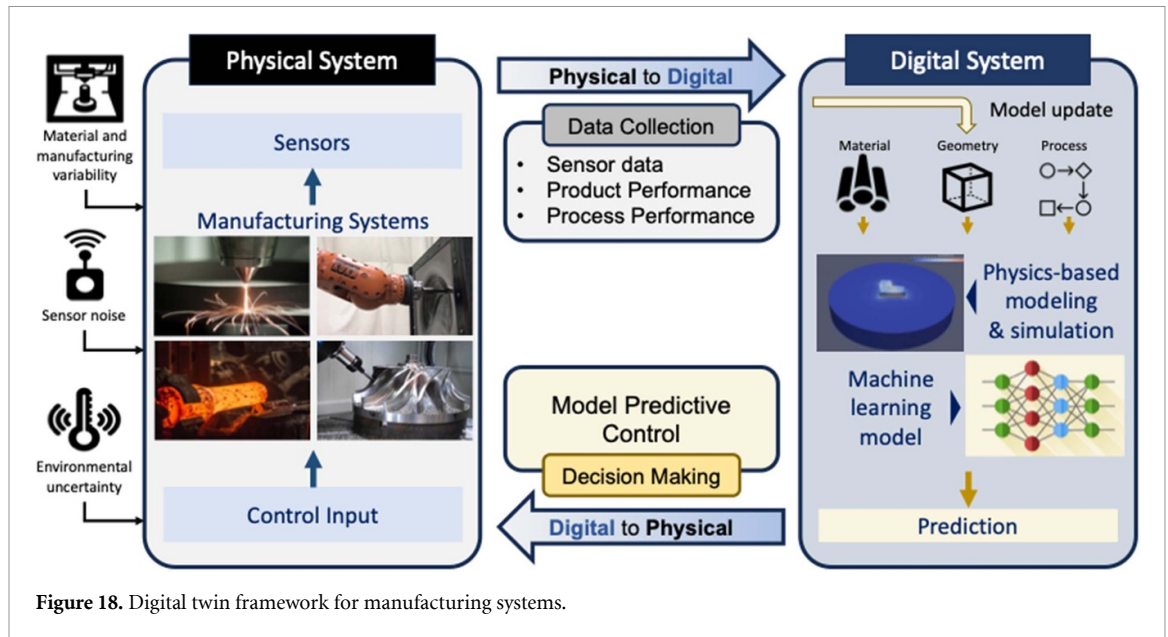 Physical System
Material and
manufacturing
variability
Sensor noise
Environmental
uncertainty
Sensors
Manufacturing Systems
Control Input
Physical to Digital
Data Collection
• Sensor data
• Product Performance
• Process Performance
Model Predictive
Control
Decision Making
Digital to Physical
Digital System
Model update
Material
Geometry
Process
Physics-based
modeling
& simulation
Machine
learning
model
Prediction
Figure 18. Digital twin framework for manufacturing systems.